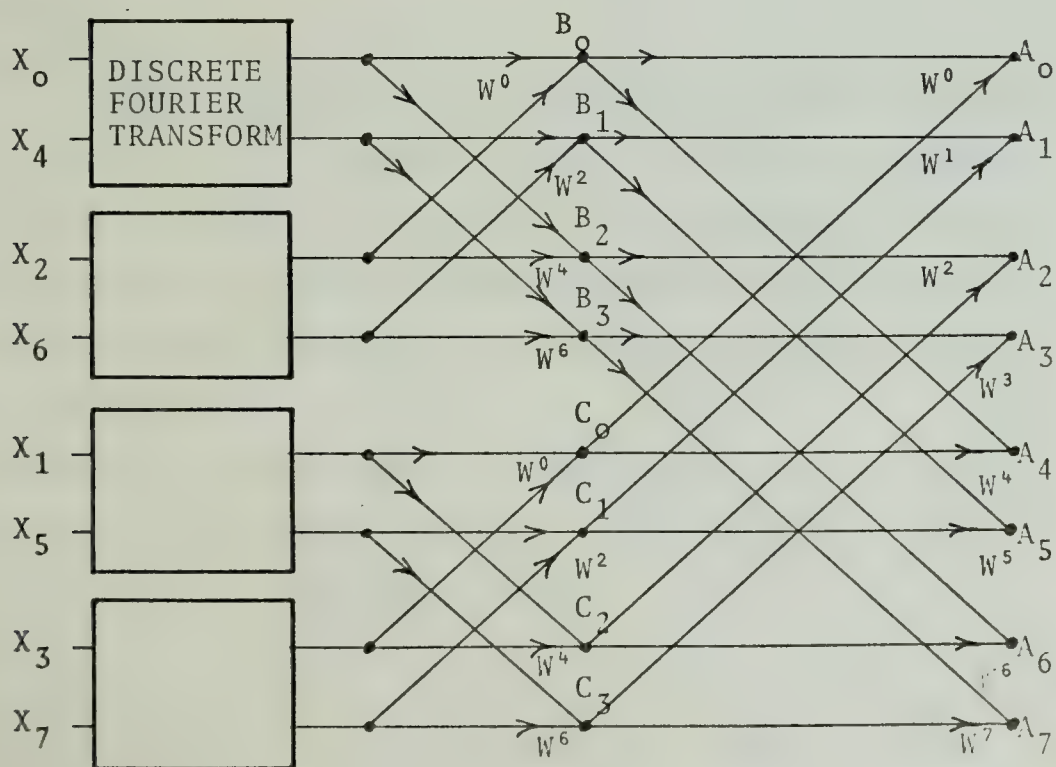 B₀
X₀ DISCRETE W⁰ W⁰ A₀
FOURIER B₁
X₄ TRANSFORM W¹ A₁
W²
B₂
X₂ W⁴ W² A₂
B₃
X₆ W⁶ A₃
W³
C₀
X₁ W⁰ A₄
C₁ W⁴
X₅ A₅
W² W⁵
C₂
X₃ W⁴ A₆
C₃ ⁶
X₇ W⁶ W⁷ A₇